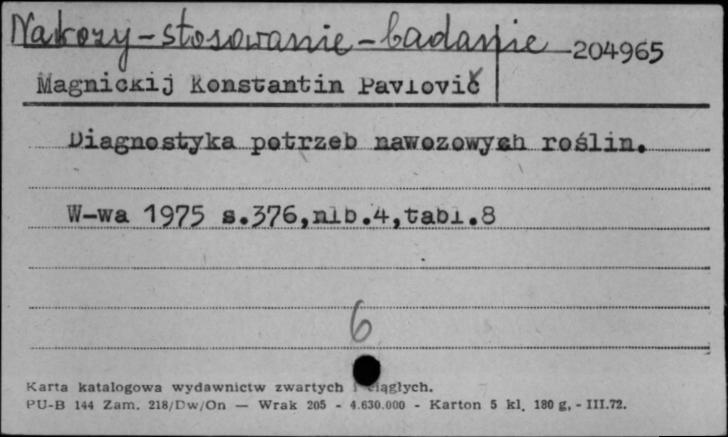 Nawozy - stosowanie - badanie 204965
Magnickij Konstantin Pavlovič
Diagnostyka potrzeb nawozowych roślin.
W-wa 1975 s.376,nlb.4,tabl.8
6
Karta katalogowa wydawnictw zwartych i ciągłych.
PU-B 144 Zam. 218/Dw/On — Wrak 205 - 4.630.000 - Karton 5 kl. 180 g, - III.72.